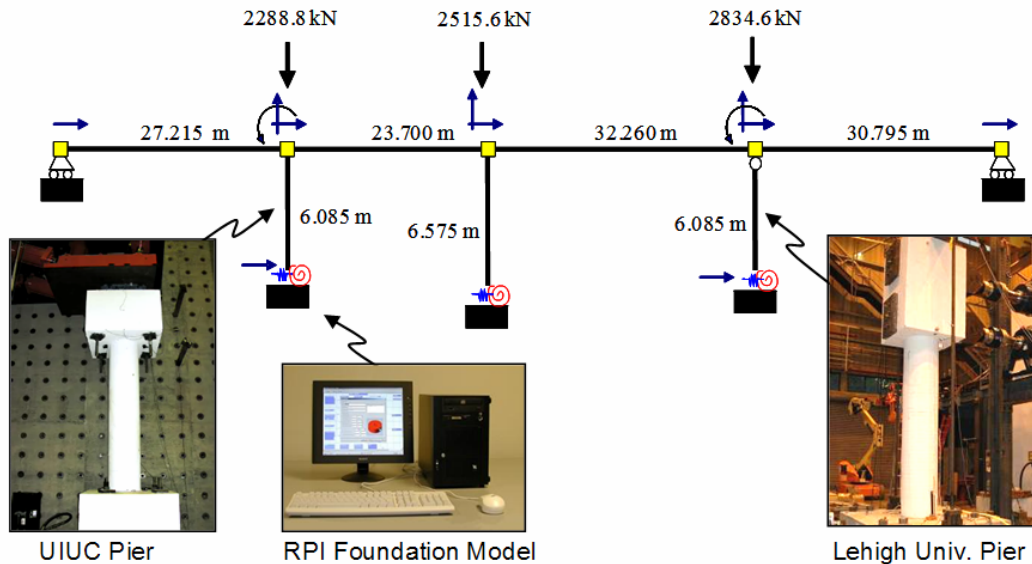 2288.8 kN
2515.6 kN
2834.6 kN
27.215 m
23.700 m
32.260 m
30.795 m
6.085 m
6.575 m
6.085 m
UIUC Pier
RPI Foundation Model
Lehigh Univ. Pier